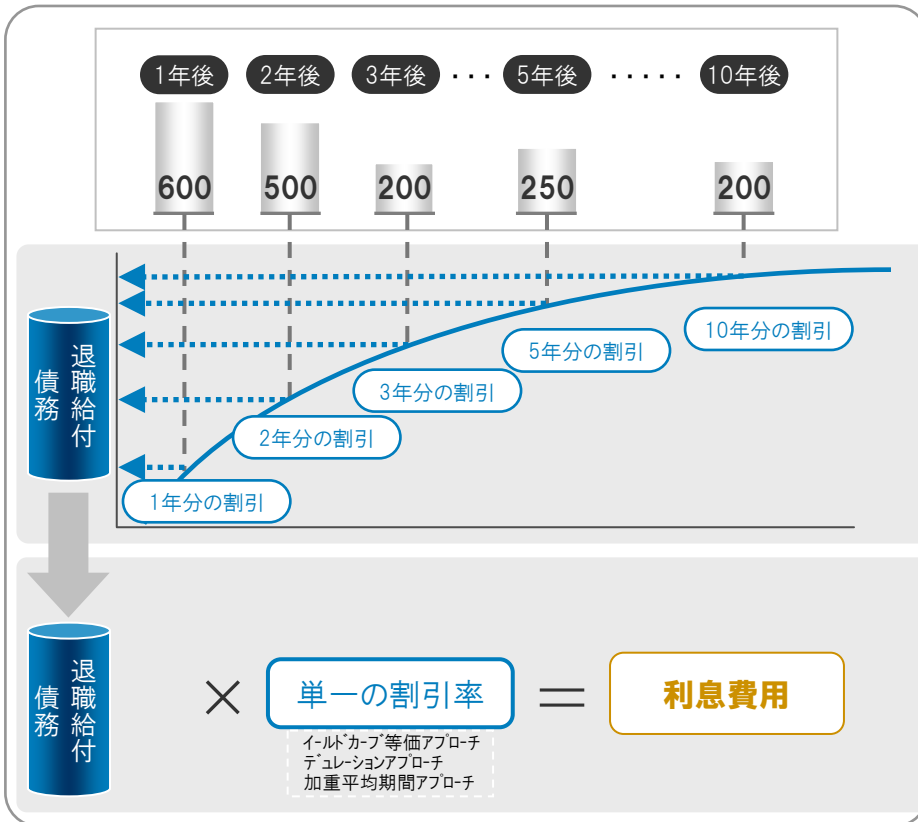 1年後 2年後 3年後 ・・・ 5年後 ・・・・・ 10年後
600 500 200 250 200
10年分の割引
5年分の割引
3年分の割引
2年分の割引
1年分の割引
退職給付
債務
退職給付
債務
× 単一の割引率 = 利息費用
ｲｰﾙﾄﾞｶｰﾌﾞ等価ｱﾌﾟﾛｰﾁ
ﾃﾞｭﾚｰｼｮﾝｱﾌﾟﾛｰﾁ
加重平均期間ｱﾌﾟﾛｰﾁ